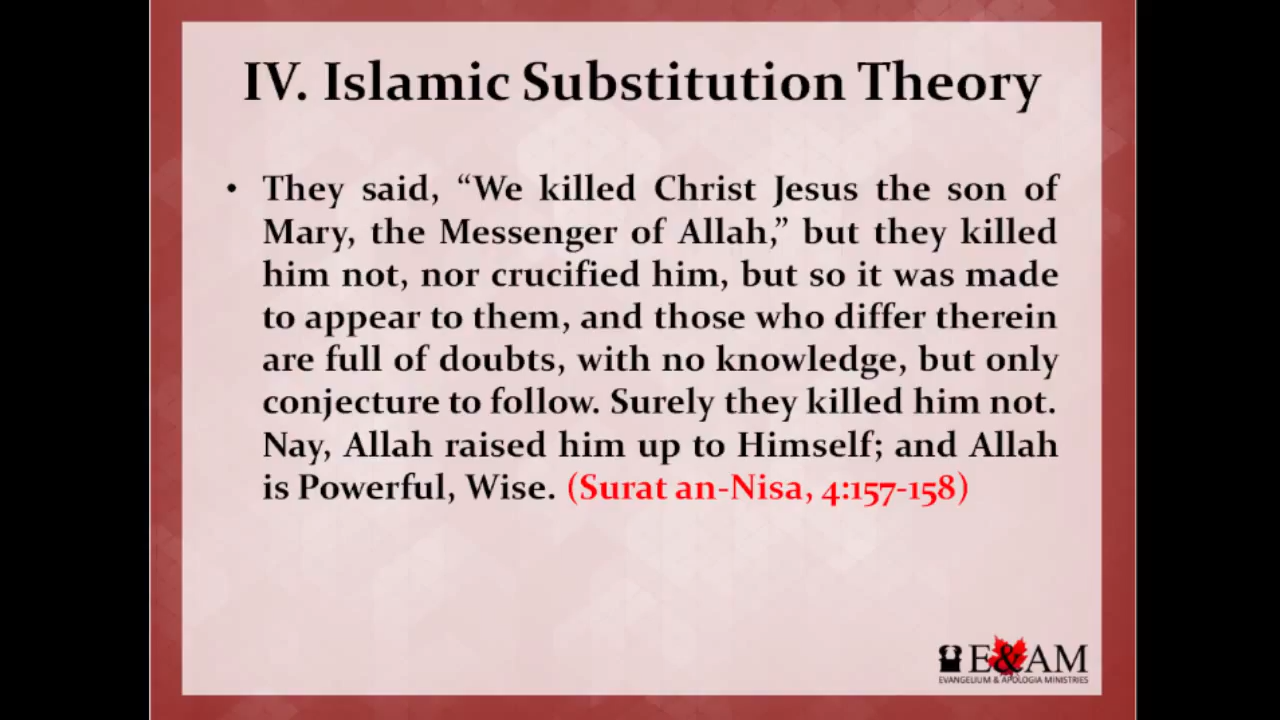 IV. Islamic Substitution Theory
• They said, “We killed Christ Jesus the son of
Mary, the Messenger of Allah,” but they killed
him not, nor crucified him, but so it was made
to appear to them, and those who differ therein
are full of doubts, with no knowledge, but only
conjecture to follow. Surely they killed him not.
Nay, Allah raised him up to Himself; and Allah
is Powerful, Wise. (Surat an-Nisa, 4:157-158)
E&AM
EVANGELIUM & APOLOGIA MINISTRIES